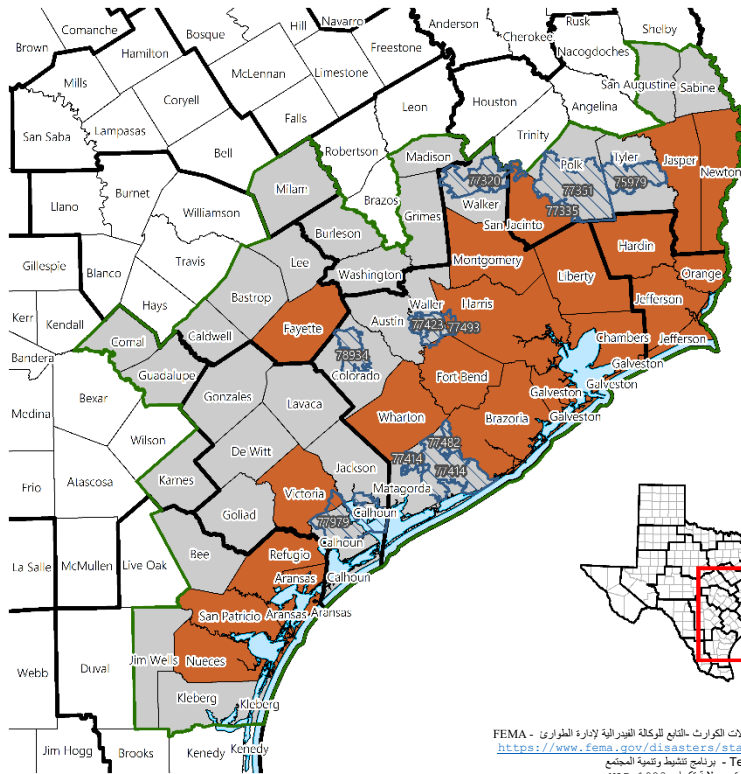 Comanche
Bosque
Hill
Navarro
Anderson
Rusk
Shelby
Brown
Hamilton
Freestone
Cherokee
Nacogdoches
Mills
McLennan
Limestone
San Augustine
Sabine
Coryell
Leon
Houston
Angelina
San Saba
Lampasas
Falls
Trinity
Bell
Robertson
Madison
Polk
Tyler
Jasper
Newton
Milam
77320
77351
75979
Llano
Burnet
Williamson
Brazos
Grimes
Walker
77335
San Jacinto
Burleson
Hardin
Gillespie
Blanco
Travis
Lee
Washington
Montgomery
Liberty
Orange
Hays
Bastrop
Waller
Harris
Jefferson
Kerr
Kendall
Fayette
Austin
77423
77493
Comal
Caldwell
Chambers
Jefferson
Bandera
78934
Colorado
Galveston
Guadalupe
Fort Bend
Galveston
Bexar
Gonzales
Lavaca
Galveston
Medina
Wharton
Brazoria
Galveston
Wilson
77482
De Witt
77414
Karnes
Jackson
77414
Frio
Atascosa
Victoria
Matagorda
Goliad
Calhoun
77979
Bee
Calhoun
La Salle
McMullen
Live Oak
Refugio
Aransas
Calhoun
San Patricio
Aransas
Aransas
Jim Wells
Nueces
Webb
Duval
Kleberg
Kleberg
Jim Hogg
Brooks
Kenedy
Kenedy
لات الكوارث -التابع للوكالة الفيدرالية لإدارة الطوارئ - FEMA
https://www.fema.gov/disasters/sta
Te - برنامج تنشيط وتنمية المجتمع